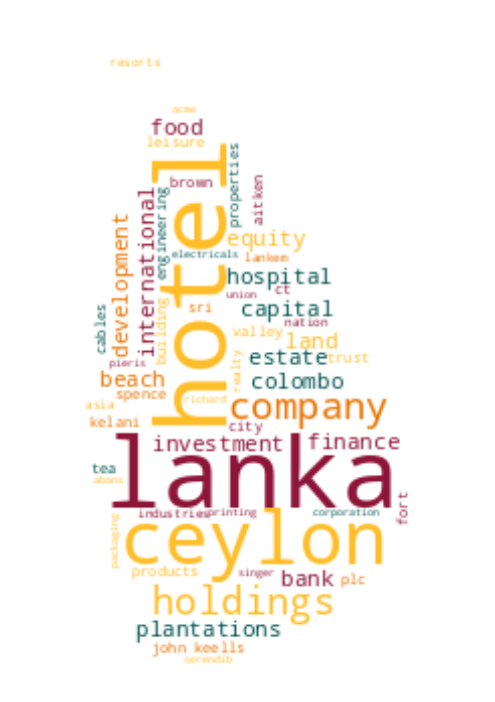 resorts
acme
food
leisure
hotel
properties
brown
aitken
international
engineering
development
equity
electricals
lankem
hospital
ct
union
sri
capital
nation
cables
building
valley
land
pieris
realty
estate
trust
beach
colombo
spence
richard
asia
company
kelani
city
investment
finance
lanka
tea
abans
fort
industries
printing
corporation
packaging
ceylon
products
singer
bank
plc
holdings
plantations
john keells
serendib